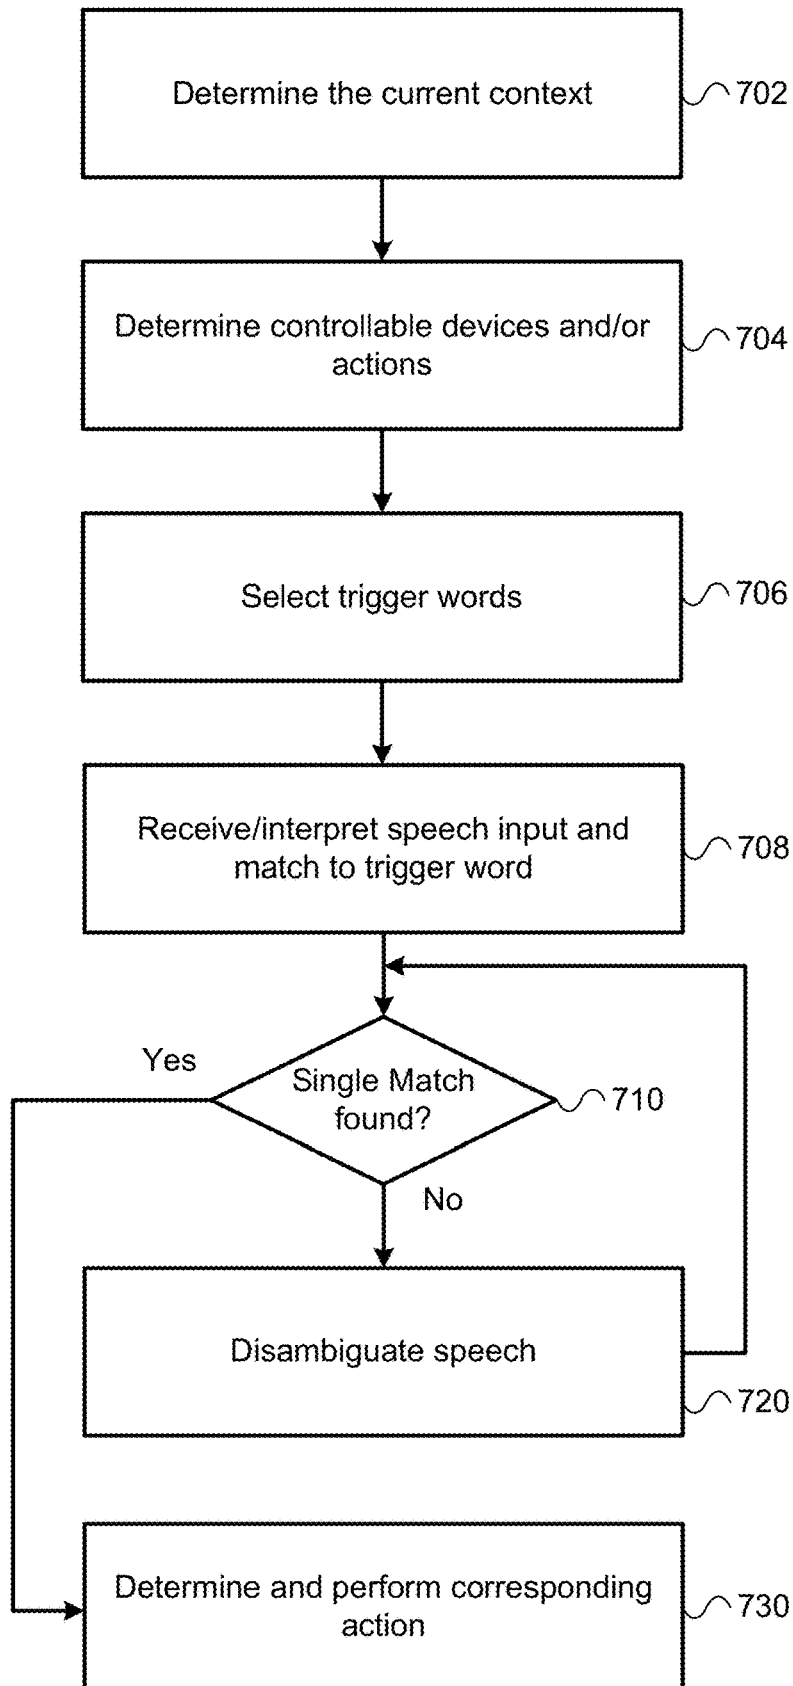 Determine the current context
702
Determine controllable devices and/or
actions
704
Select trigger words
706
Receive/interpret speech input and
match to trigger word
708
Yes
Single Match
found?
710
No
Disambiguate speech
720
Determine and perform corresponding
action
730